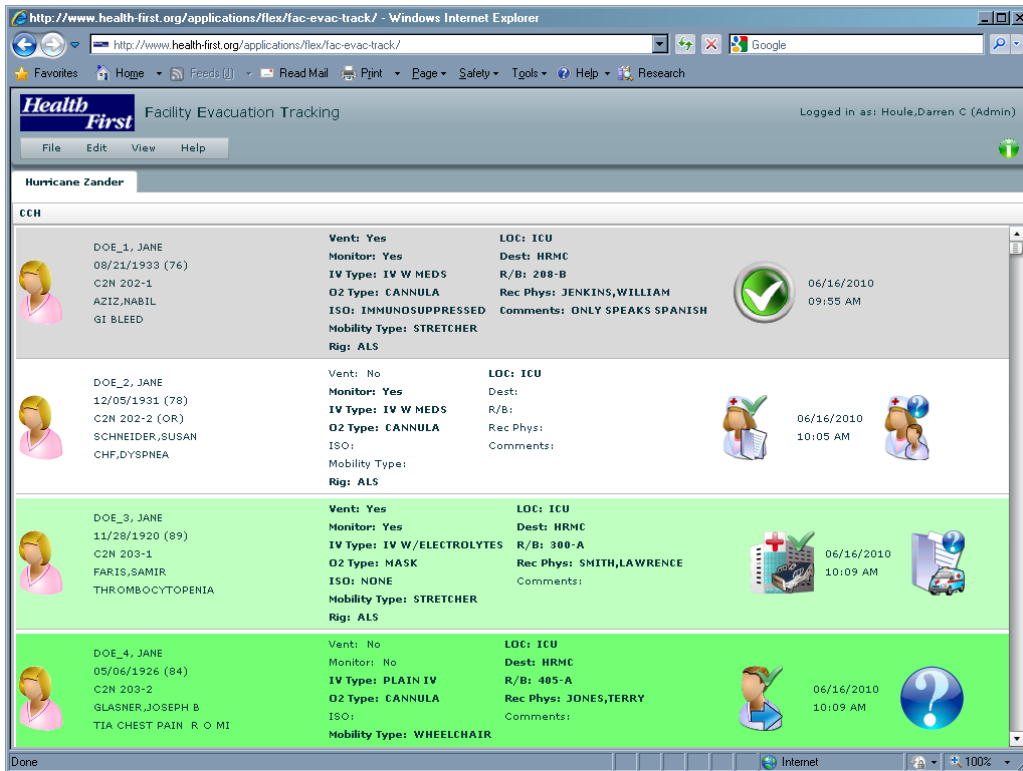 http://www.health-first.org/applications/flex/fac-evac-track/ - Windows Internet Explorer
http://www.health-first.org/applications/flex/fac-evac-track/
Google
Favorites Home Feeds (J) Read Mail Print Page Safety Tools Help Research
Health First
Facility Evacuation Tracking
Logged in as: Houle,Darren C (Admin)
File Edit View Help
Hurricane Zander
CCH
DOE_1, JANE
08/21/1933 (76)
C2N 202-1
AZIZ,NABIL
GI BLEED
Vent: Yes
Monitor: Yes
IV Type: IV W MEDS
O2 Type: CANNULA
ISO: IMMUNOSUPPRESSED
Mobility Type: STRETCHER
Rig: ALS
LOC: ICU
Dest: HRMC
R/B: 208-B
Rec Phys: JENKINS,WILLIAM
Comments: ONLY SPEAKS SPANISH
06/16/2010
09:55 AM
DOE_2, JANE
12/05/1931 (78)
C2N 202-2 (OR)
SCHNEIDER,SUSAN
CHF,DYSPNEA
Vent: No
Monitor: Yes
IV Type: IV W MEDS
O2 Type: CANNULA
ISO:
Mobility Type:
Rig: ALS
LOC: ICU
Dest:
R/B:
Rec Phys:
Comments:
06/16/2010
10:05 AM
DOE_3, JANE
11/28/1920 (89)
C2N 203-1
FARIS,SAMIR
THROMBOCYTOPENIA
Vent: Yes
Monitor: Yes
IV Type: IV W/ELECTROLYTES
O2 Type: MASK
ISO: NONE
Mobility Type: STRETCHER
Rig: ALS
LOC: ICU
Dest: HRMC
R/B: 300-A
Rec Phys: SMITH,LAWRENCE
Comments:
06/16/2010
10:09 AM
DOE_4, JANE
05/06/1926 (84)
C2N 203-2
GLASNER,JOSEPH B
TIA CHEST PAIN R O MI
Vent: No
Monitor: No
IV Type: PLAIN IV
O2 Type: CANNULA
ISO:
Mobility Type: WHEELCHAIR
LOC: ICU
Dest: HRMC
R/B: 405-A
Rec Phys: JONES,TERRY
Comments:
06/16/2010
10:09 AM
Done
Internet
100%